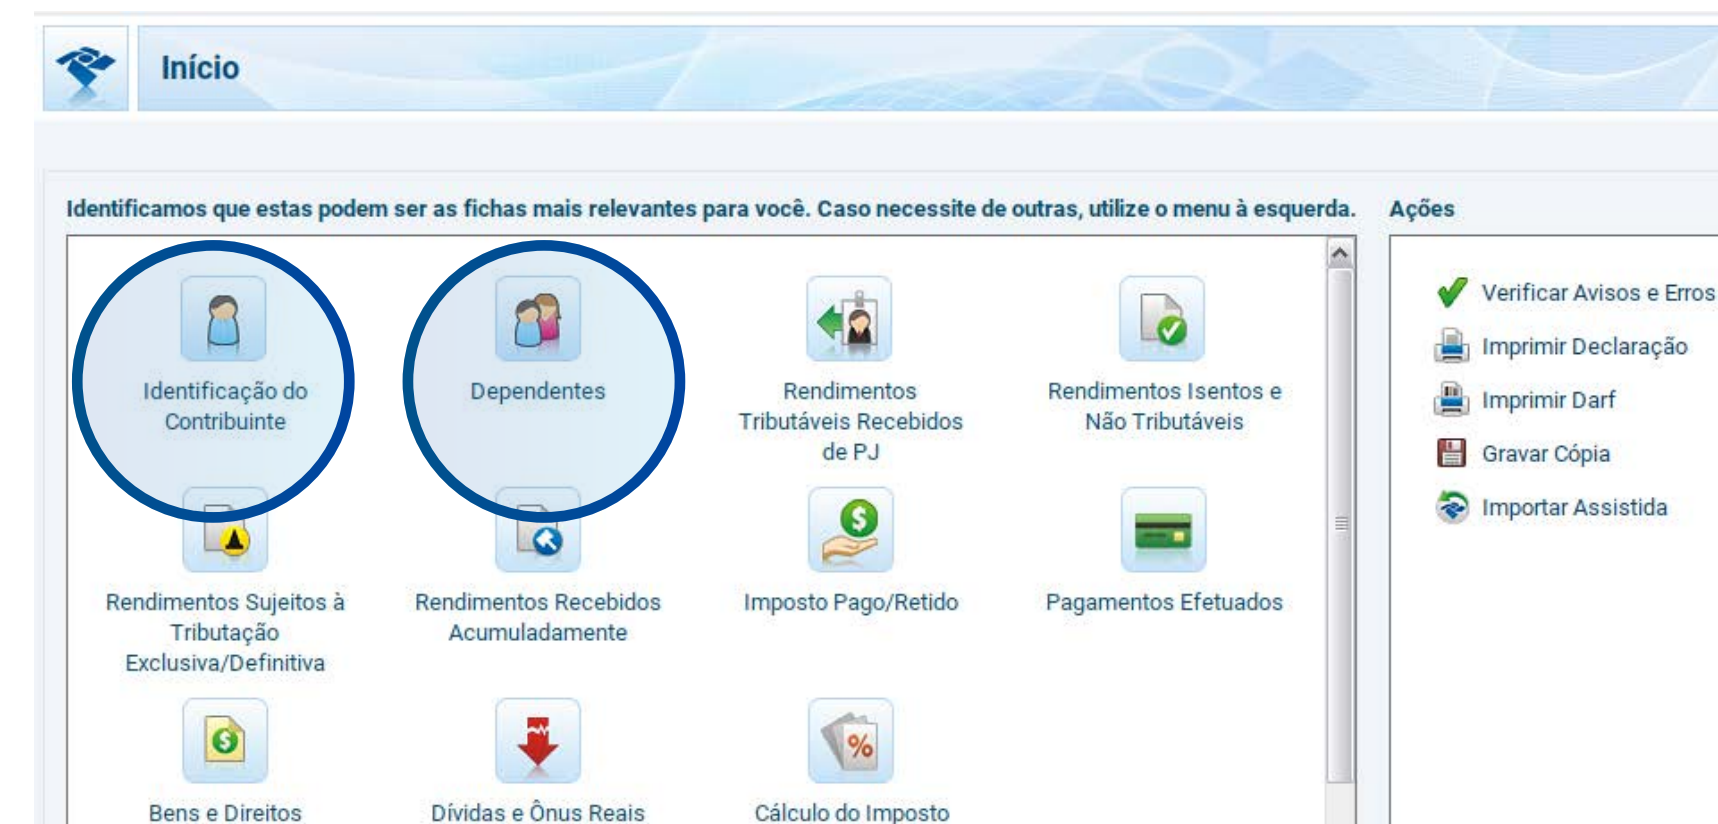 Início
Identificamos que estas podem ser as fichas mais relevantes para você. Caso necessite de outras, utilize o menu à esquerda.
Ações
Identificação do
Contribuinte
Dependentes
Rendimentos
Tributáveis Recebidos
de PJ
Rendimentos Isentos e
Não Tributáveis
Rendimentos Sujeitos à
Tributação
Exclusiva/Definitiva
Rendimentos Recebidos
Acumuladamente
Imposto Pago/Retido
Pagamentos Efetuados
Bens e Direitos
Dívidas e Ônus Reais
Cálculo do Imposto
Verificar Avisos e Erros
Imprimir Declaração
Imprimir Darf
Gravar Cópia
Importar Assistida